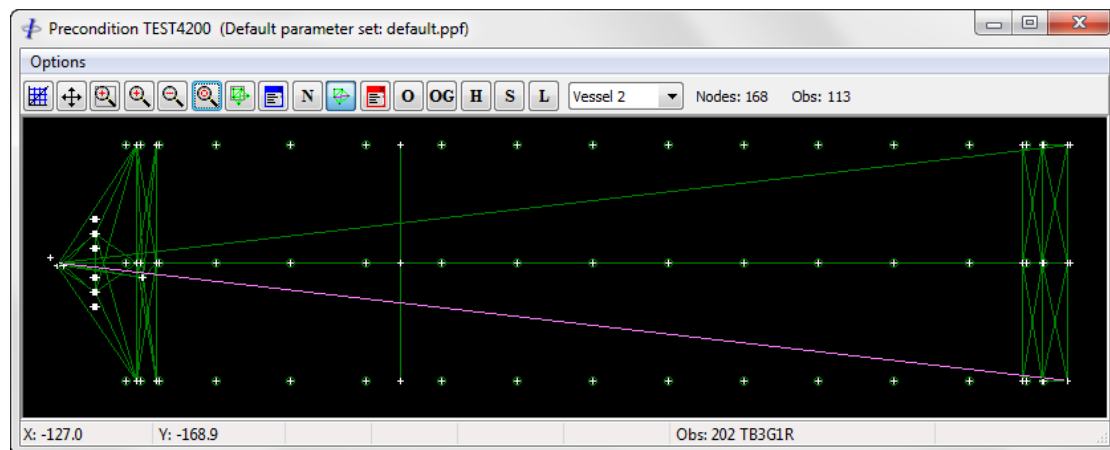 Precondition TEST4200 (Default parameter set: default.ppf)
Options
N O OG H S L Vessel 2 Nodes: 168 Obs: 113
X: -127.0 Y: -168.9 Obs: 202 TB3G1R